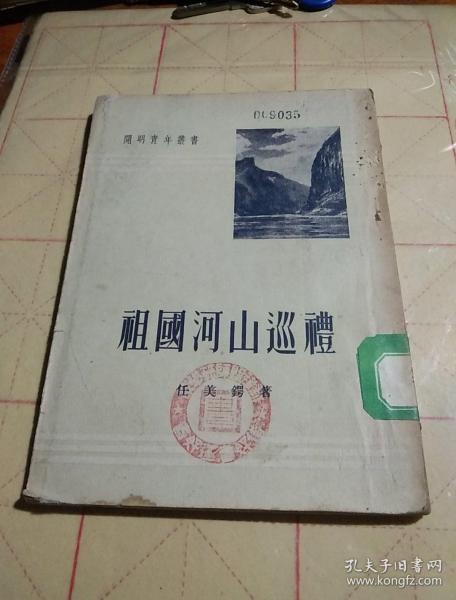 009035
開明青年叢書
祖國河山巡禮
任美鍔 著
孔夫子旧书网
www.kongfz.com